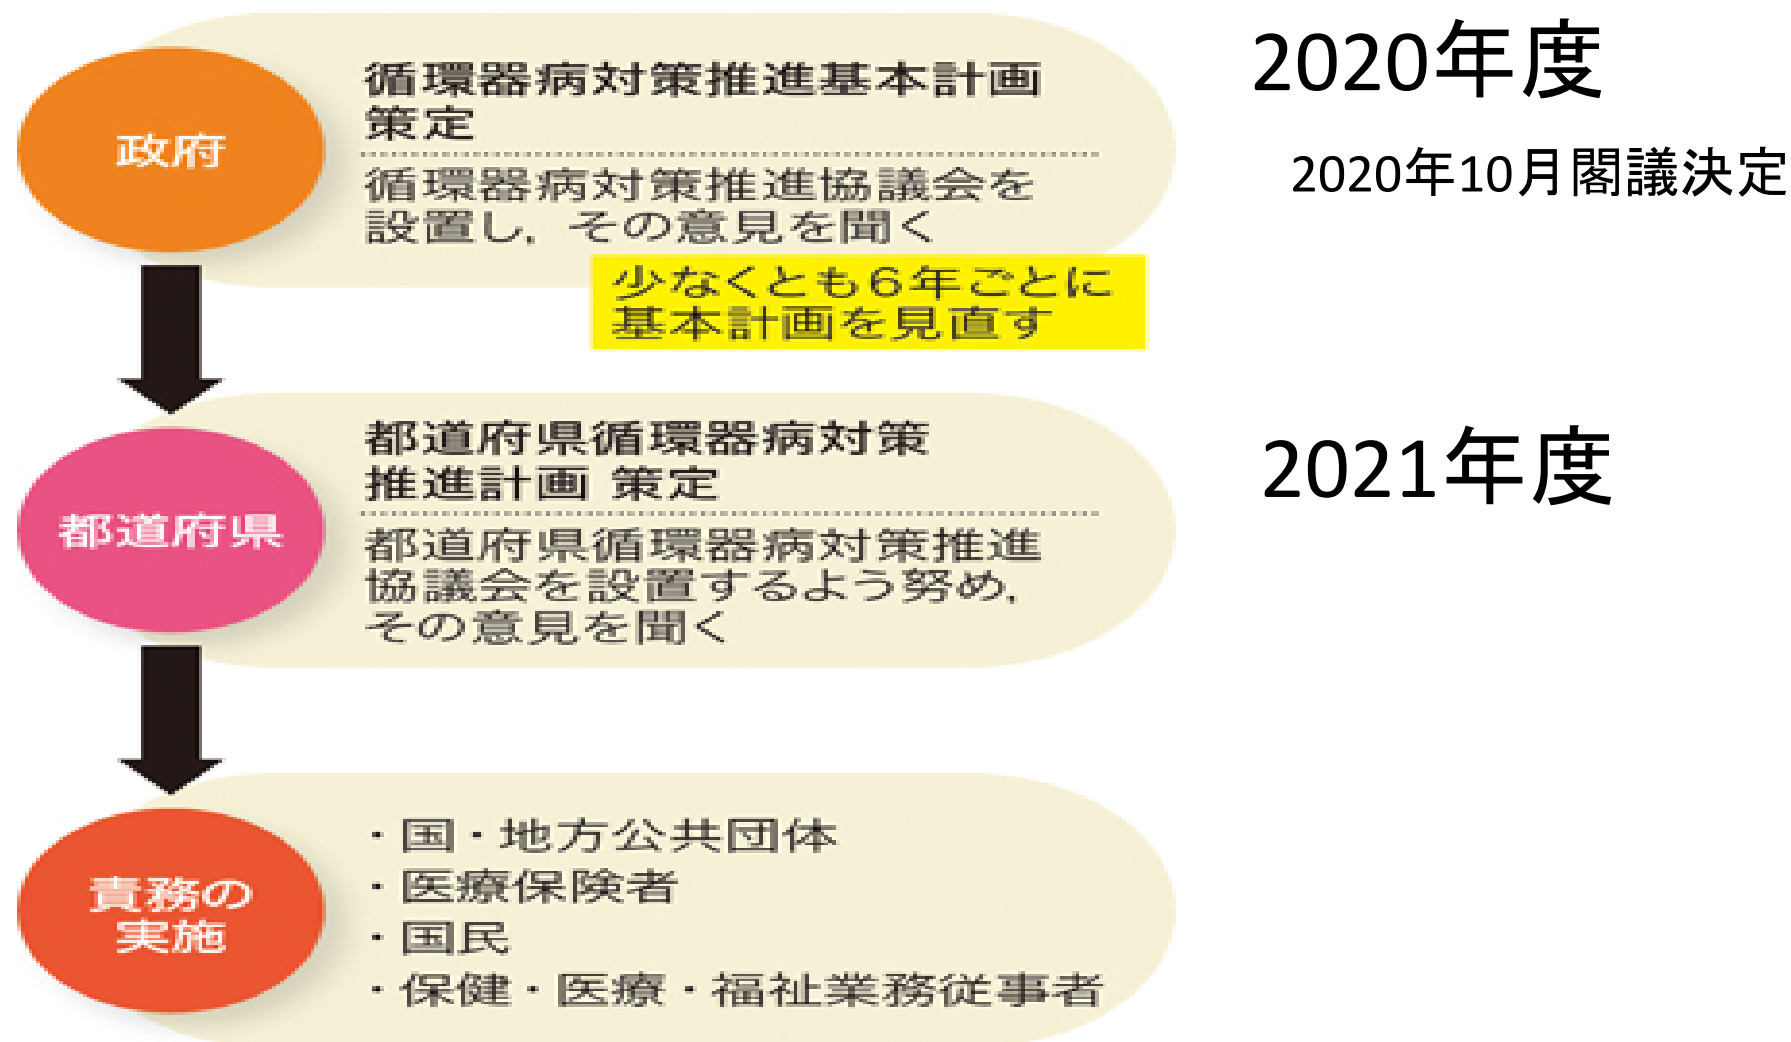 政府
循環器病対策推進基本計画
策定
循環器病対策推進協議会を
設置し，その意見を聞く
少なくとも６年ごとに
基本計画を見直す
2020年度
2020年10月閣議決定
都道府県
都道府県循環器病対策
推進計画 策定
都道府県循環器病対策推進
協議会を設置するよう努め，
その意見を聞く
2021年度
責務の
実施
・国・地方公共団体
・医療保険者
・国民
・保健・医療・福祉業務従事者